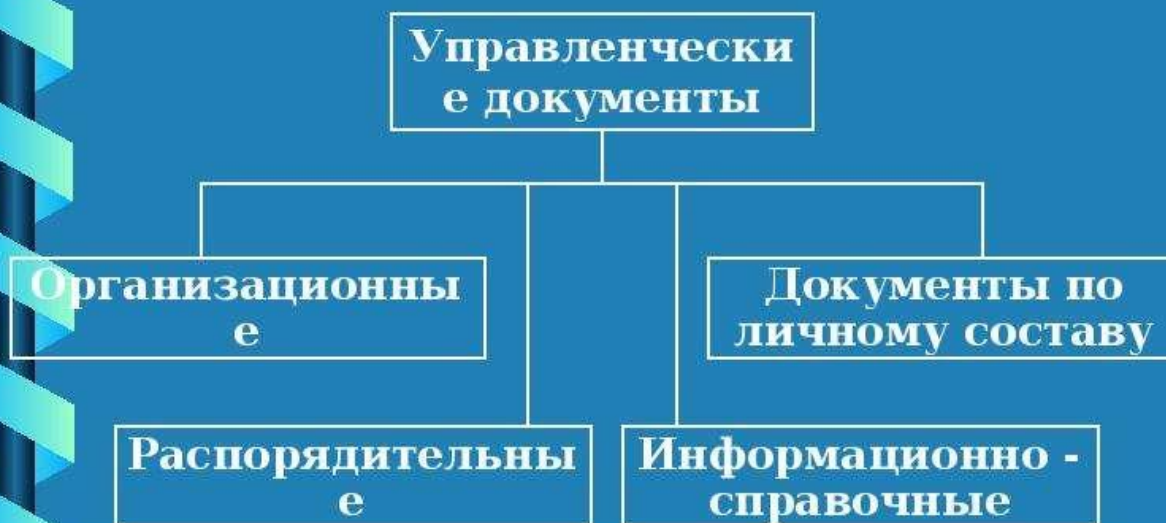 Управленчески
е документы
Организационны
е
Документы по
личному составу
Распорядительны
е
Информационно -
справочные